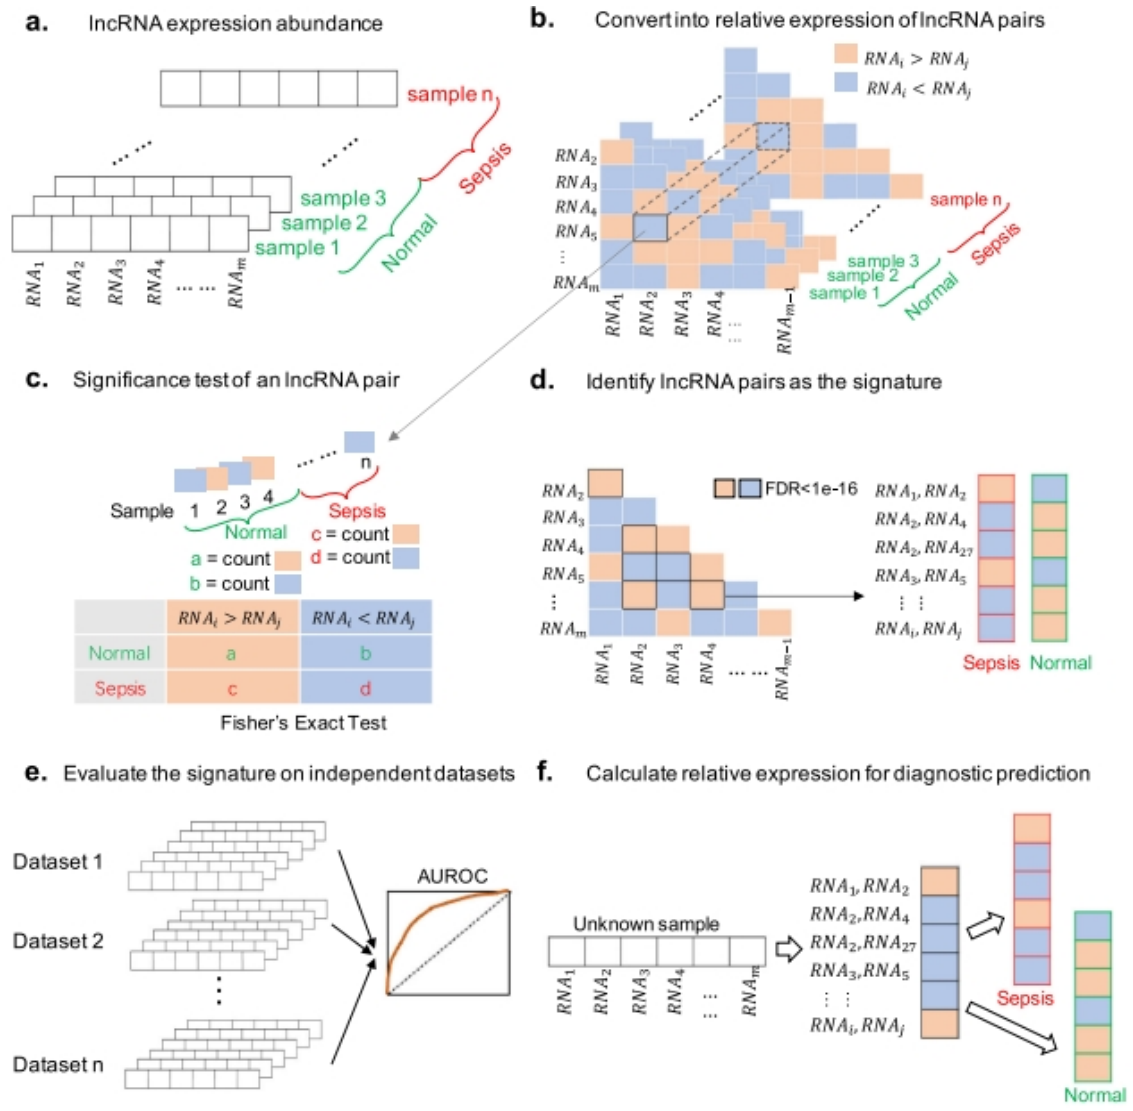 a. lncRNA expression abundance
sample n
sample 3
sample 2
sample 1
Sepsis
Normal
RNA1 RNA2 RNA3 RNA4 ... ... RNAm
b. Convert into relative expression of lncRNA pairs
RNAi > RNAj
RNAi < RNAj
RNA2
RNA3
RNA4
RNA5
⋮
RNAm
RNA1 RNA2 RNA3 RNA4 ... ... RNAm−1
sample n
sample 3
sample 2
sample 1
Sepsis
Normal
c. Significance test of an lncRNA pair
Sample 1 2 3 4 n
Normal
Sepsis
a = count
b = count
c = count
d = count
RNAi > RNAj RNAi < RNAj
Normal a b
Sepsis c d
Fisher's Exact Test
d. Identify lncRNA pairs as the signature
FDR<1e-16
RNA2
RNA3
RNA4
RNA5
⋮
RNAm
RNA1 RNA2 RNA3 RNA4 ... ... RNAm−1
RNA1, RNA2
RNA2, RNA4
RNA2, RNA27
RNA3, RNA5
⋮ ⋮
RNAi, RNAj
Sepsis Normal
e. Evaluate the signature on independent datasets
Dataset 1
Dataset 2
⋮
Dataset n
AUROC
f. Calculate relative expression for diagnostic prediction
Unknown sample
RNA1 RNA2 RNA3 RNA4 ... ... RNAm
RNA1, RNA2
RNA2, RNA4
RNA2, RNA27
RNA3, RNA5
⋮ ⋮
RNAi, RNAj
Sepsis
Normal